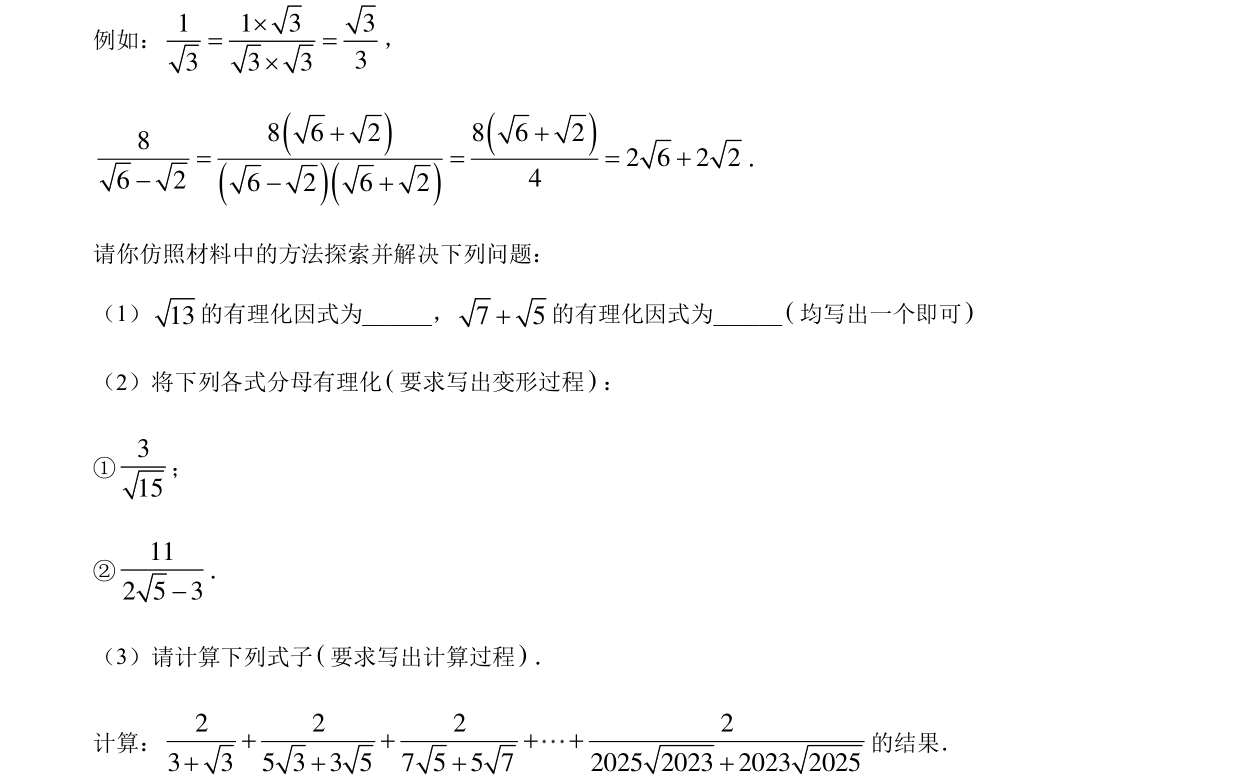 例如：1/√3 = (1×√3)/(√3×√3) = √3/3，
8/(√6−√2) = 8(√6+√2)/((√6−√2)(√6+√2)) = 8(√6+√2)/4 = 2√6+2√2．
请你仿照材料中的方法探索并解决下列问题：
（1）√13的有理化因式为______，√7+√5的有理化因式为______(均写出一个即可)
（2）将下列各式分母有理化(要求写出变形过程)：
①3/√15；
②11/(2√5−3)．
（3）请计算下列式子(要求写出计算过程)．
计算：2/(3+√3)+2/(5√3+3√5)+2/(7√5+5√7)+⋯+2/(2025√2023+2023√2025)的结果．